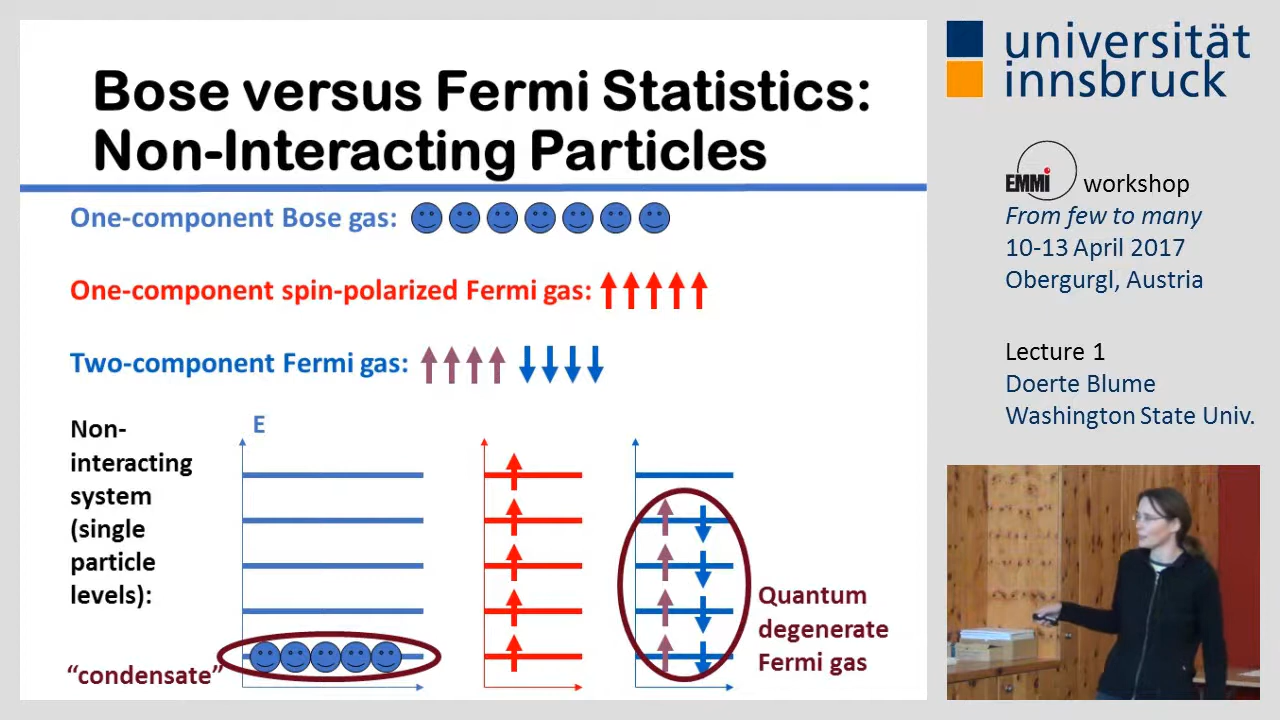 Bose versus Fermi Statistics:
Non-Interacting Particles
One-component Bose gas:
One-component spin-polarized Fermi gas:
Two-component Fermi gas:
Non-
interacting
system
(single
particle
levels):
E
"condensate"
Quantum
degenerate
Fermi gas
universität
innsbruck
EMMI workshop
From few to many
10-13 April 2017
Obergurgl, Austria
Lecture 1
Doerte Blume
Washington State Univ.